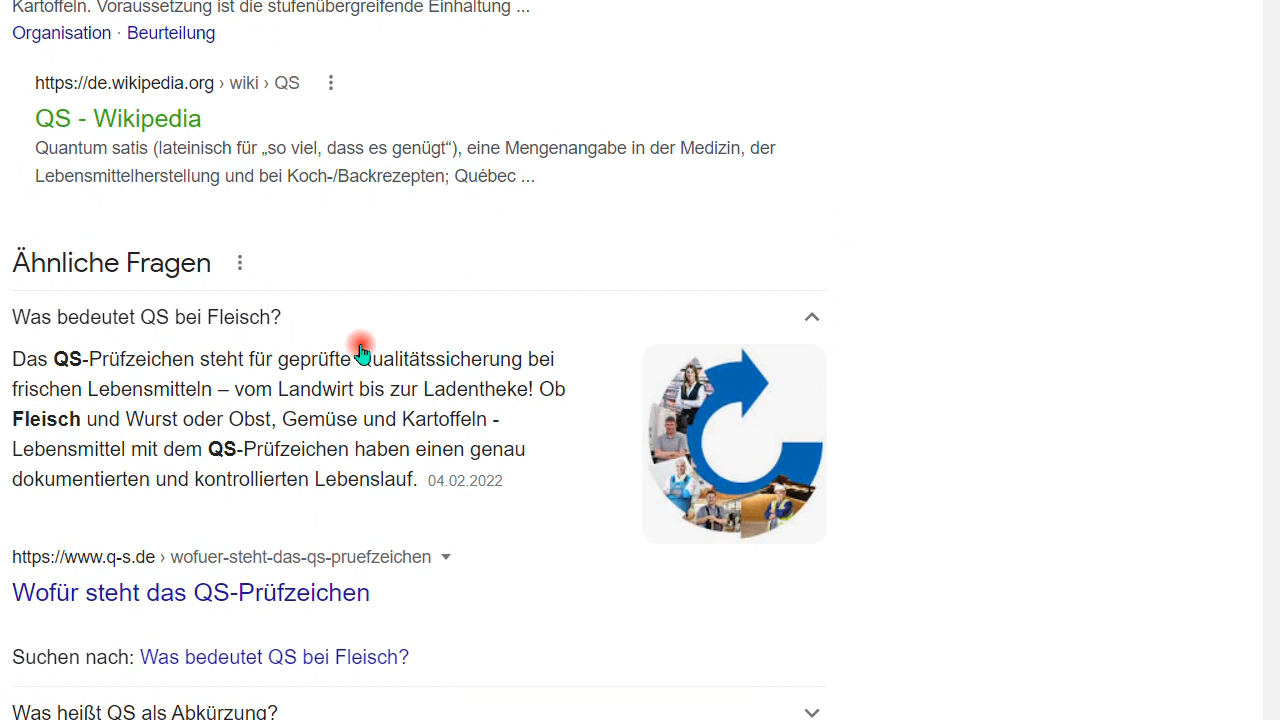 Kartoffeln. Voraussetzung ist die stufenübergreifende Einhaltung ...
Organisation · Beurteilung
https://de.wikipedia.org › wiki › QS
QS - Wikipedia
Quantum satis (lateinisch für „so viel, dass es genügt“), eine Mengenangabe in der Medizin, der
Lebensmittelherstellung und bei Koch-/Backrezepten; Québec ...
Ähnliche Fragen
Was bedeutet QS bei Fleisch?
Das QS-Prüfzeichen steht für geprüfte Qualitätssicherung bei
frischen Lebensmitteln – vom Landwirt bis zur Ladentheke! Ob
Fleisch und Wurst oder Obst, Gemüse und Kartoffeln -
Lebensmittel mit dem QS-Prüfzeichen haben einen genau
dokumentierten und kontrollierten Lebenslauf. 04.02.2022
https://www.q-s.de › wofuer-steht-das-qs-pruefzeichen
Wofür steht das QS-Prüfzeichen
Suchen nach: Was bedeutet QS bei Fleisch?
Was heißt QS als Abkürzung?